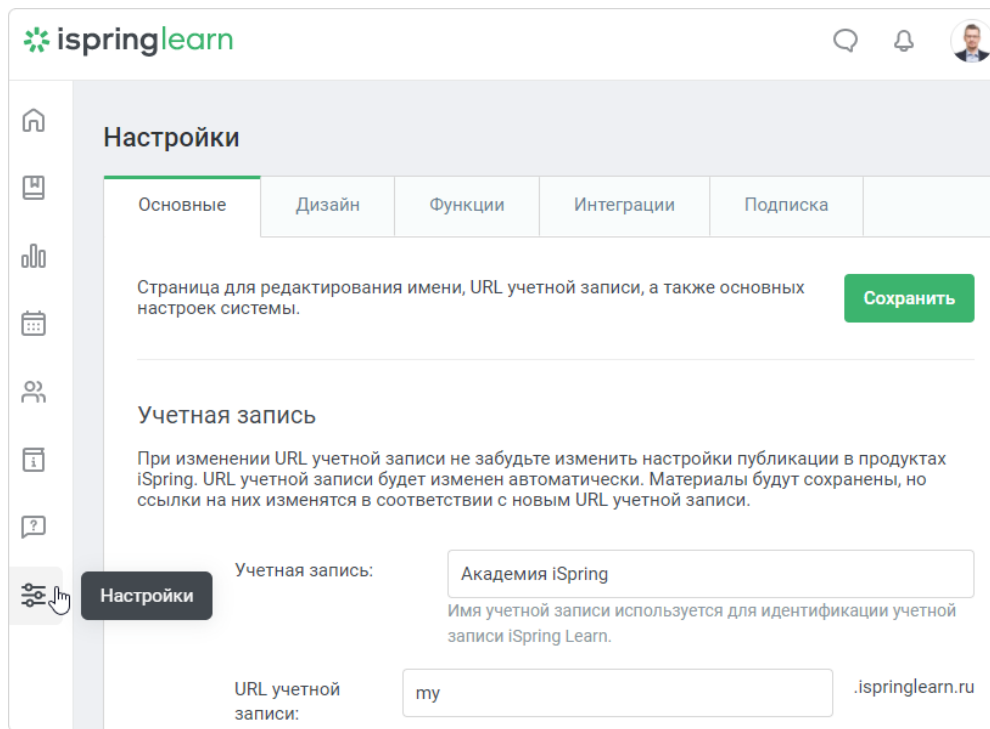 ispringlearn
Настройки
Основные
Дизайн
Функции
Интеграции
Подписка
Страница для редактирования имени, URL учетной записи, а также основных
настроек системы.
Сохранить
Учетная запись
При изменении URL учетной записи не забудьте изменить настройки публикации в продуктах
iSpring. URL учетной записи будет изменен автоматически. Материалы будут сохранены, но
ссылки на них изменятся в соответствии с новым URL учетной записи.
Учетная запись:
Академия iSpring
Имя учетной записи используется для идентификации учетной
записи iSpring Learn.
Настройки
URL учетной
записи:
my
.ispringlearn.ru